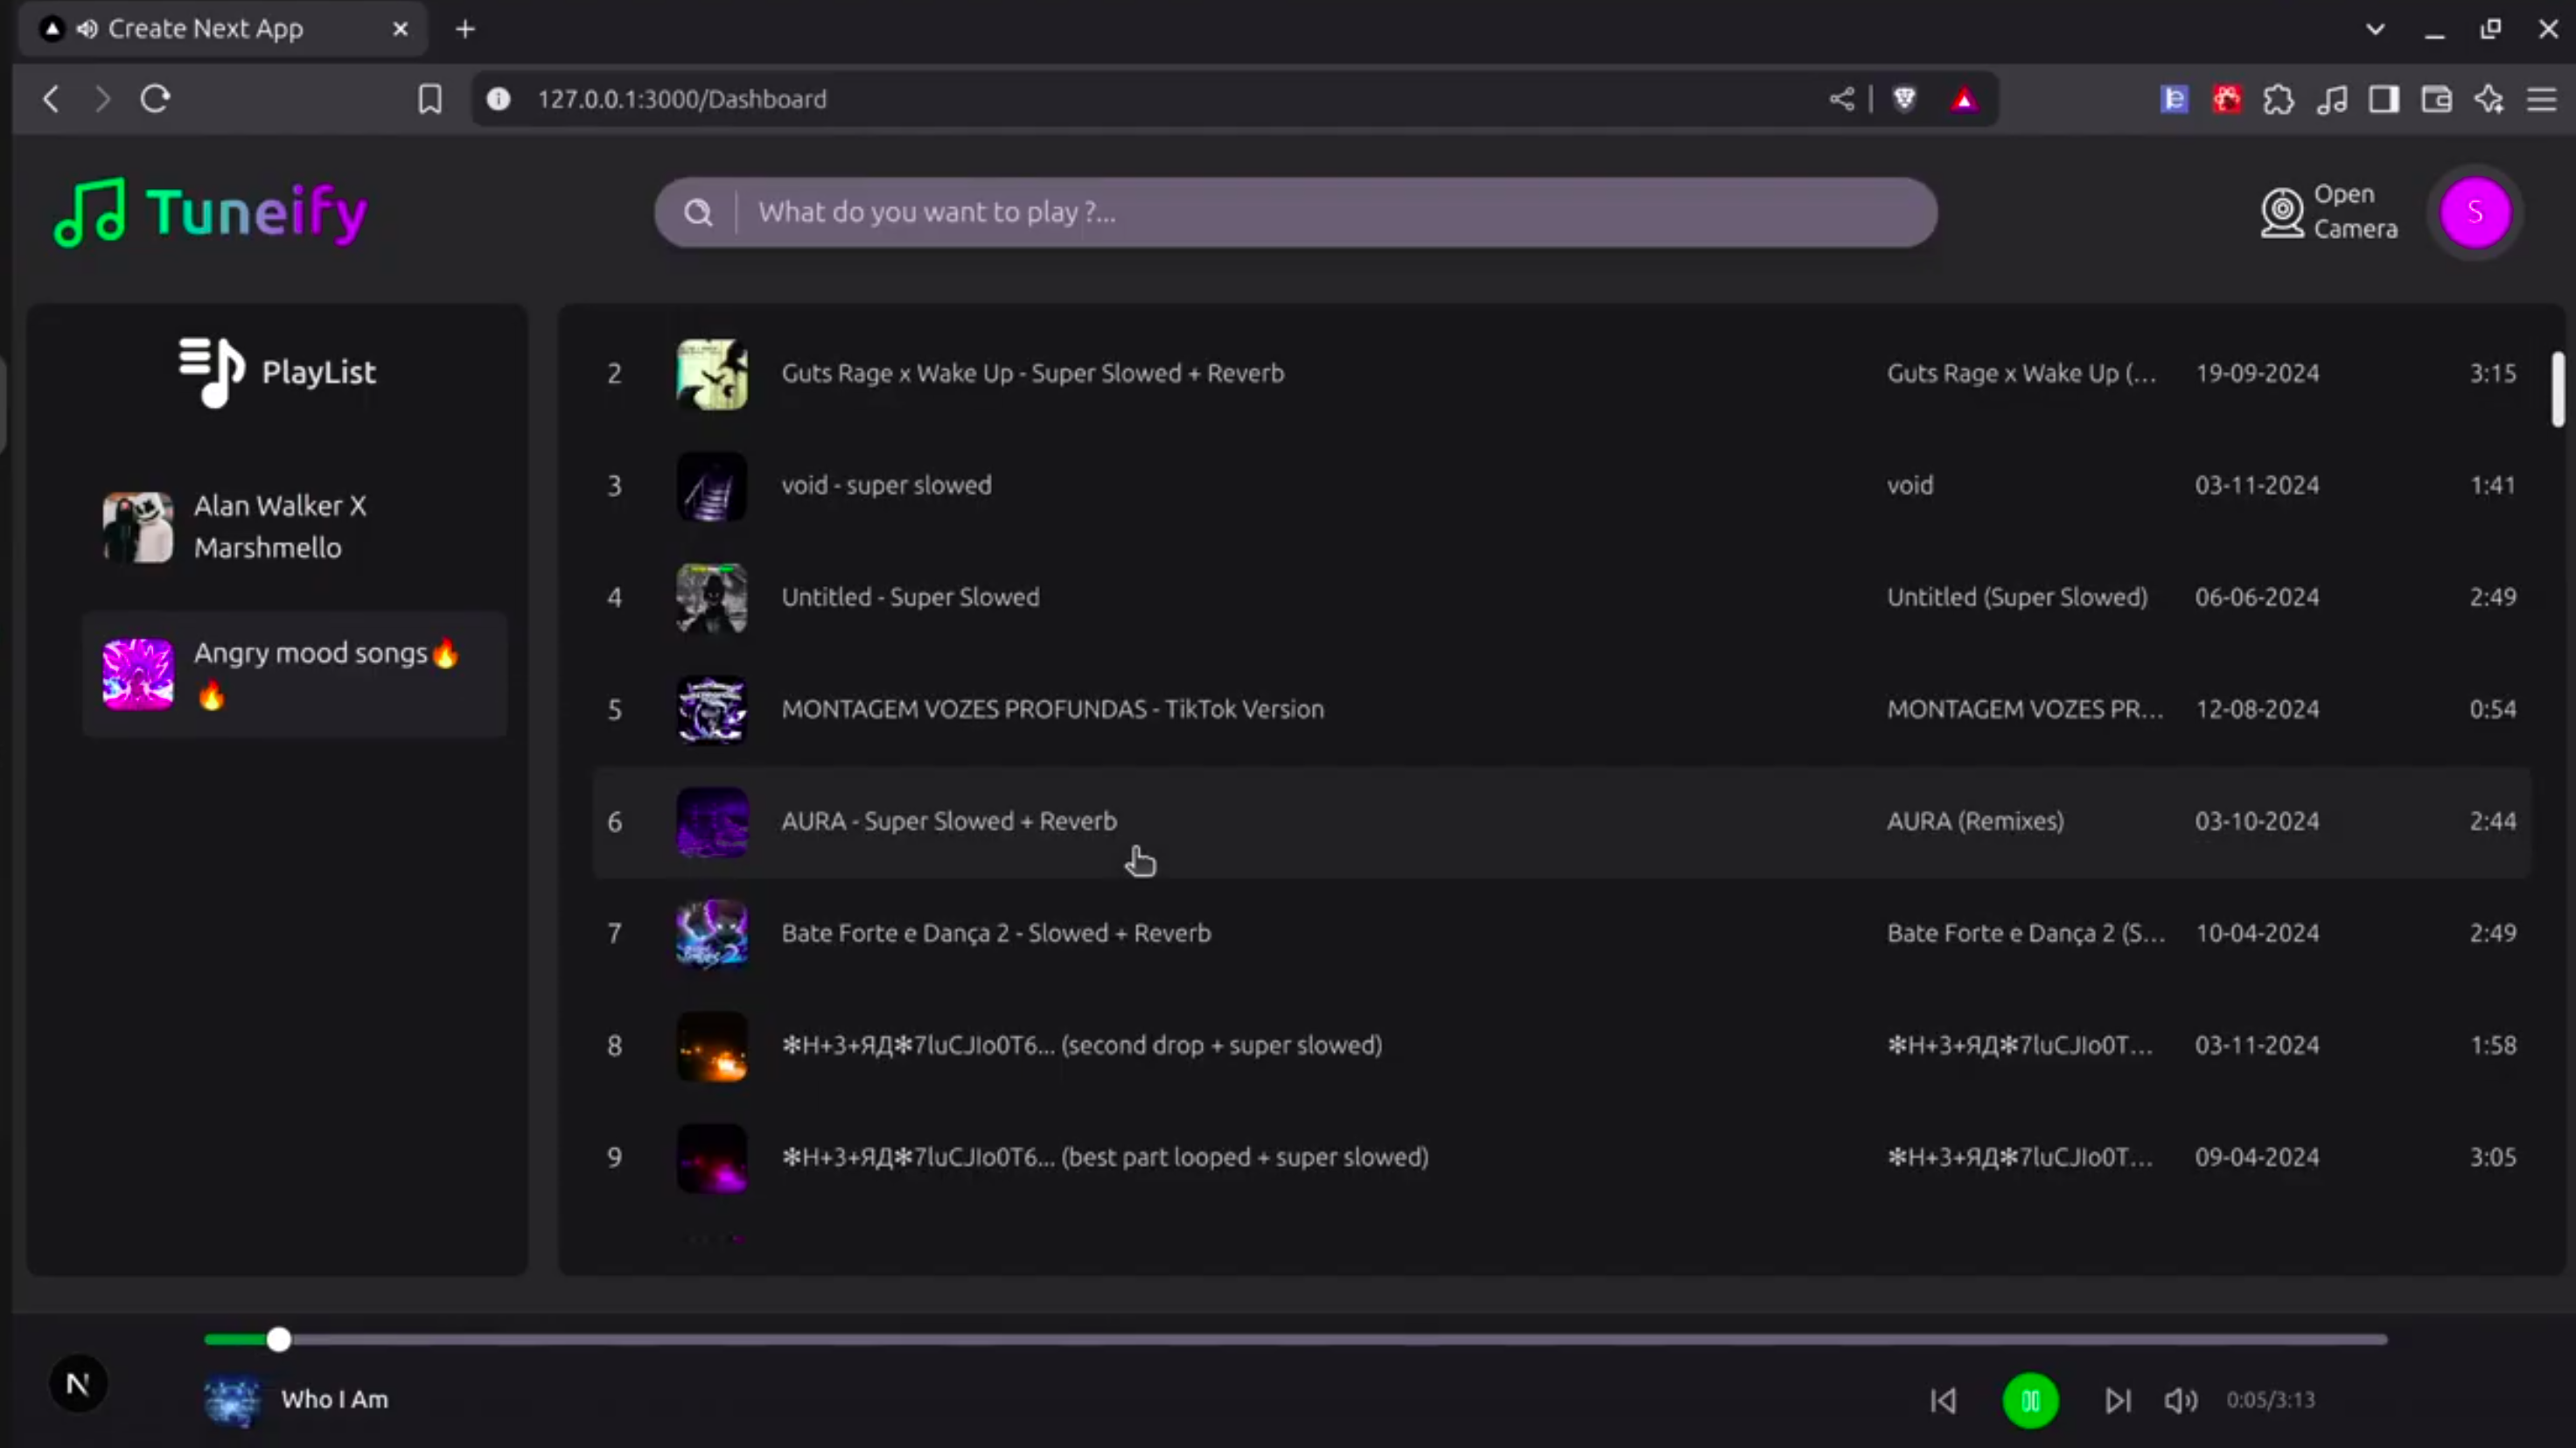 Create Next App
127.0.0.1:3000/Dashboard
Tuneify
What do you want to play ?...
Open
Camera
S
PlayList
Alan Walker X
Marshmello
Angry mood songs🔥
🔥
2 Guts Rage x Wake Up - Super Slowed + Reverb Guts Rage x Wake Up (... 19-09-2024 3:15
3 void - super slowed void 03-11-2024 1:41
4 Untitled - Super Slowed Untitled (Super Slowed) 06-06-2024 2:49
5 MONTAGEM VOZES PROFUNDAS - TikTok Version MONTAGEM VOZES PR... 12-08-2024 0:54
6 AURA - Super Slowed + Reverb AURA (Remixes) 03-10-2024 2:44
7 Bate Forte e Dança 2 - Slowed + Reverb Bate Forte e Dança 2 (S... 10-04-2024 2:49
8 ✻Н+3+ЯД✻7luCJIo0T6... (second drop + super slowed) ✻Н+3+ЯД✻7luCJIo0T... 03-11-2024 1:58
9 ✻Н+3+ЯД✻7luCJIo0T6... (best part looped + super slowed) ✻Н+3+ЯД✻7luCJIo0T... 09-04-2024 3:05
N
Who I Am
0:05/3:13